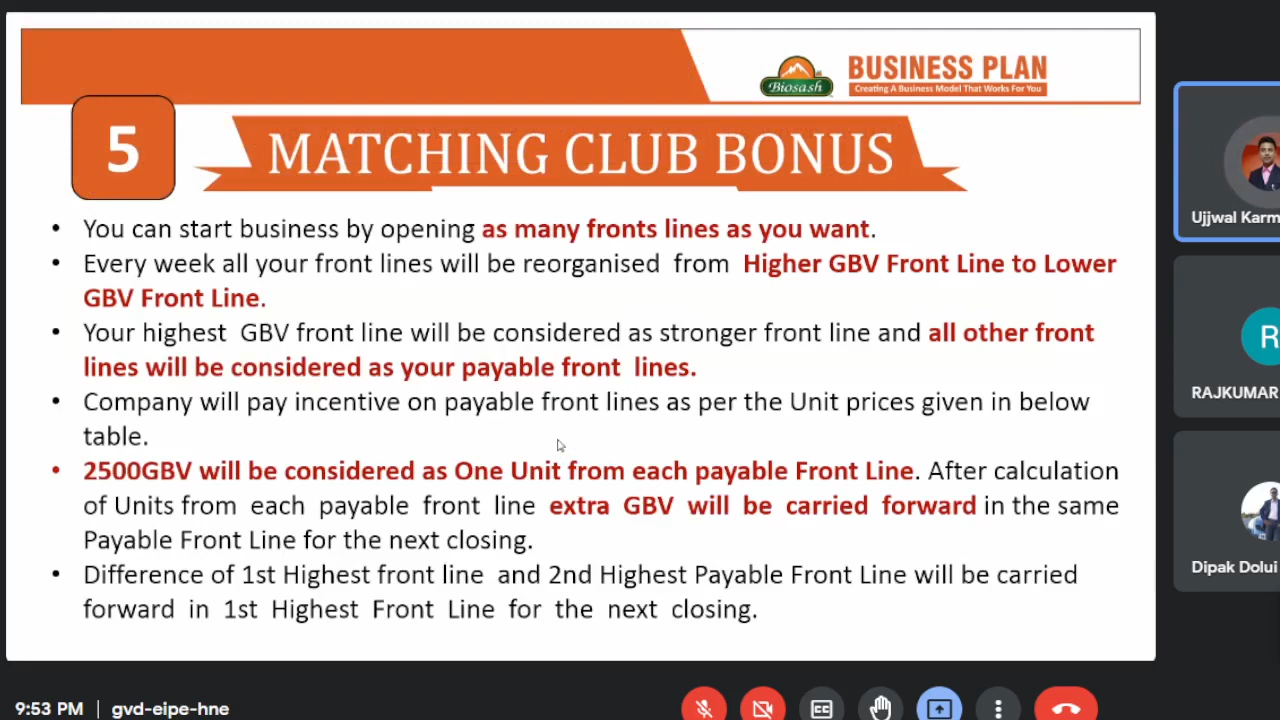 Biosash
BUSINESS PLAN
Creating A Business Model That Works For You
5
MATCHING CLUB BONUS
• You can start business by opening as many fronts lines as you want.
• Every week all your front lines will be reorganised from Higher GBV Front Line to Lower
GBV Front Line.
• Your highest GBV front line will be considered as stronger front line and all other front
lines will be considered as your payable front lines.
• Company will pay incentive on payable front lines as per the Unit prices given in below
table.
• 2500GBV will be considered as One Unit from each payable Front Line. After calculation
of Units from each payable front line extra GBV will be carried forward in the same
Payable Front Line for the next closing.
• Difference of 1st Highest front line and 2nd Highest Payable Front Line will be carried
forward in 1st Highest Front Line for the next closing.
Ujjwal Karm
R
RAJKUMAR
Dipak Dolui
9:53 PM | gvd-eipe-hne
CC